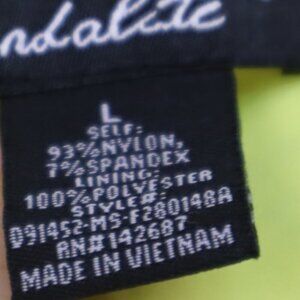 ndalite
L
SELF:
93%NYLON,
7%SPANDEX
LINING:
100%POLYESTER
STYLE#:
D91452-MS-F280148A
RN#142687
MADE IN VIETNAM